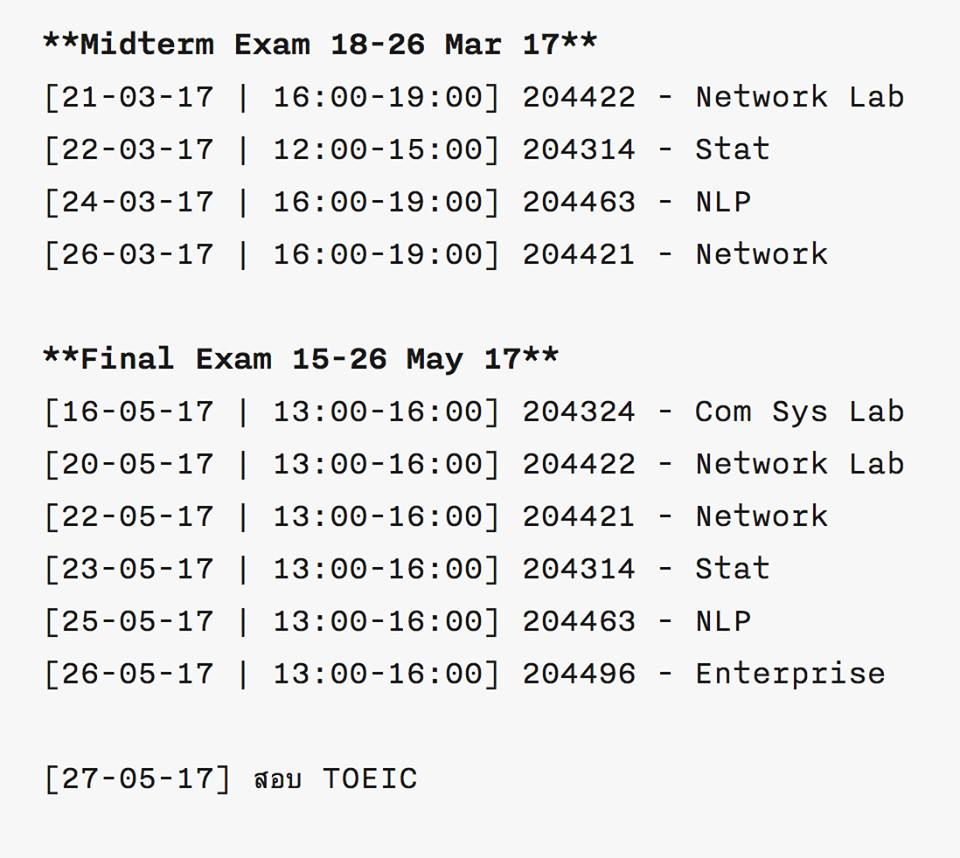 **Midterm Exam 18-26 Mar 17**
[21-03-17 | 16:00-19:00] 204422 - Network Lab
[22-03-17 | 12:00-15:00] 204314 - Stat
[24-03-17 | 16:00-19:00] 204463 - NLP
[26-03-17 | 16:00-19:00] 204421 - Network
**Final Exam 15-26 May 17**
[16-05-17 | 13:00-16:00] 204324 - Com Sys Lab
[20-05-17 | 13:00-16:00] 204422 - Network Lab
[22-05-17 | 13:00-16:00] 204421 - Network
[23-05-17 | 13:00-16:00] 204314 - Stat
[25-05-17 | 13:00-16:00] 204463 - NLP
[26-05-17 | 13:00-16:00] 204496 - Enterprise
[27-05-17] สอบ TOEIC